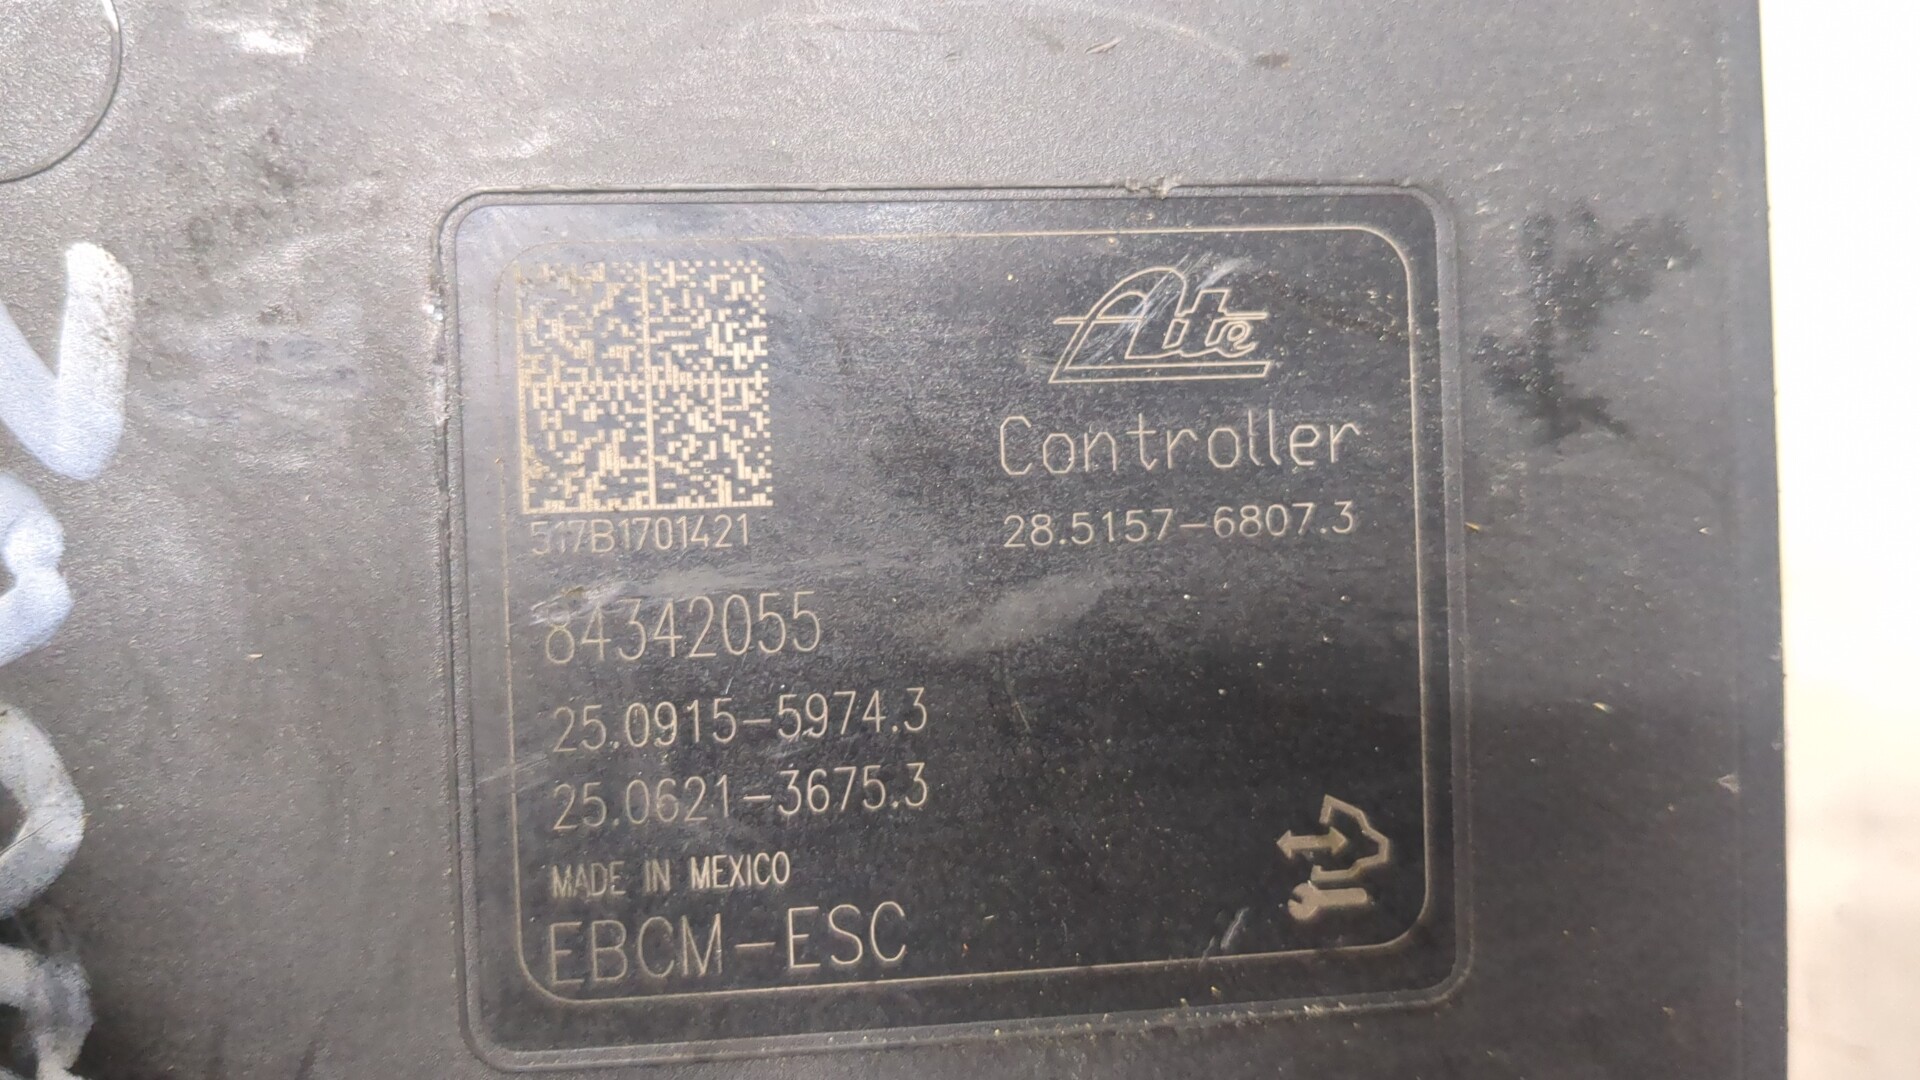 Ate
Controller
28.5157-6807.3
517B1701421
84342055
25.0915-5974.3
25.0621-3675.3
MADE IN MEXICO
EBCM-ESC